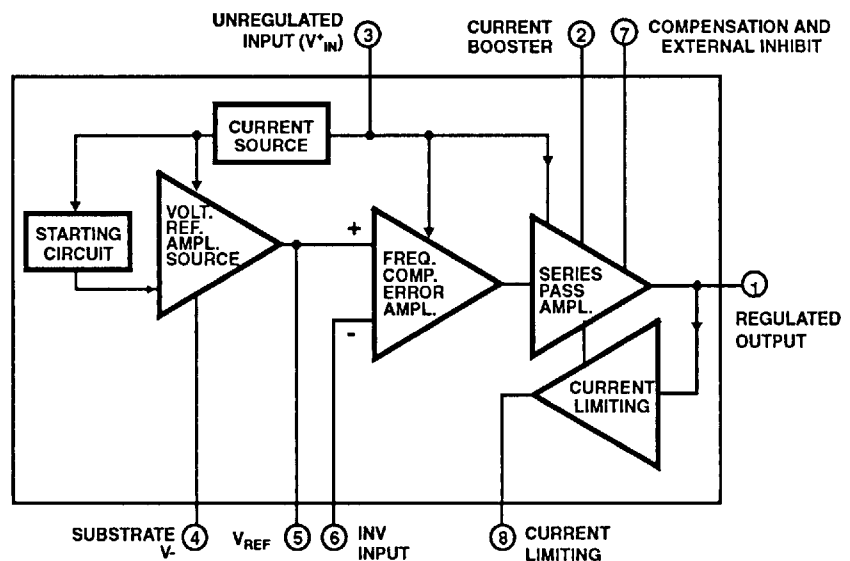 UNREGULATED
INPUT (V+IN)
3
CURRENT
BOOSTER
2
7
COMPENSATION AND
EXTERNAL INHIBIT
CURRENT
SOURCE
STARTING
CIRCUIT
VOLT.
REF.
AMPL.
SOURCE
+
-
FREQ.
COMP.
ERROR
AMPL.
SERIES
PASS
AMPL.
1
REGULATED
OUTPUT
CURRENT
LIMITING
SUBSTRATE
V-
4
VREF
5
6
INV
INPUT
8
CURRENT
LIMITING